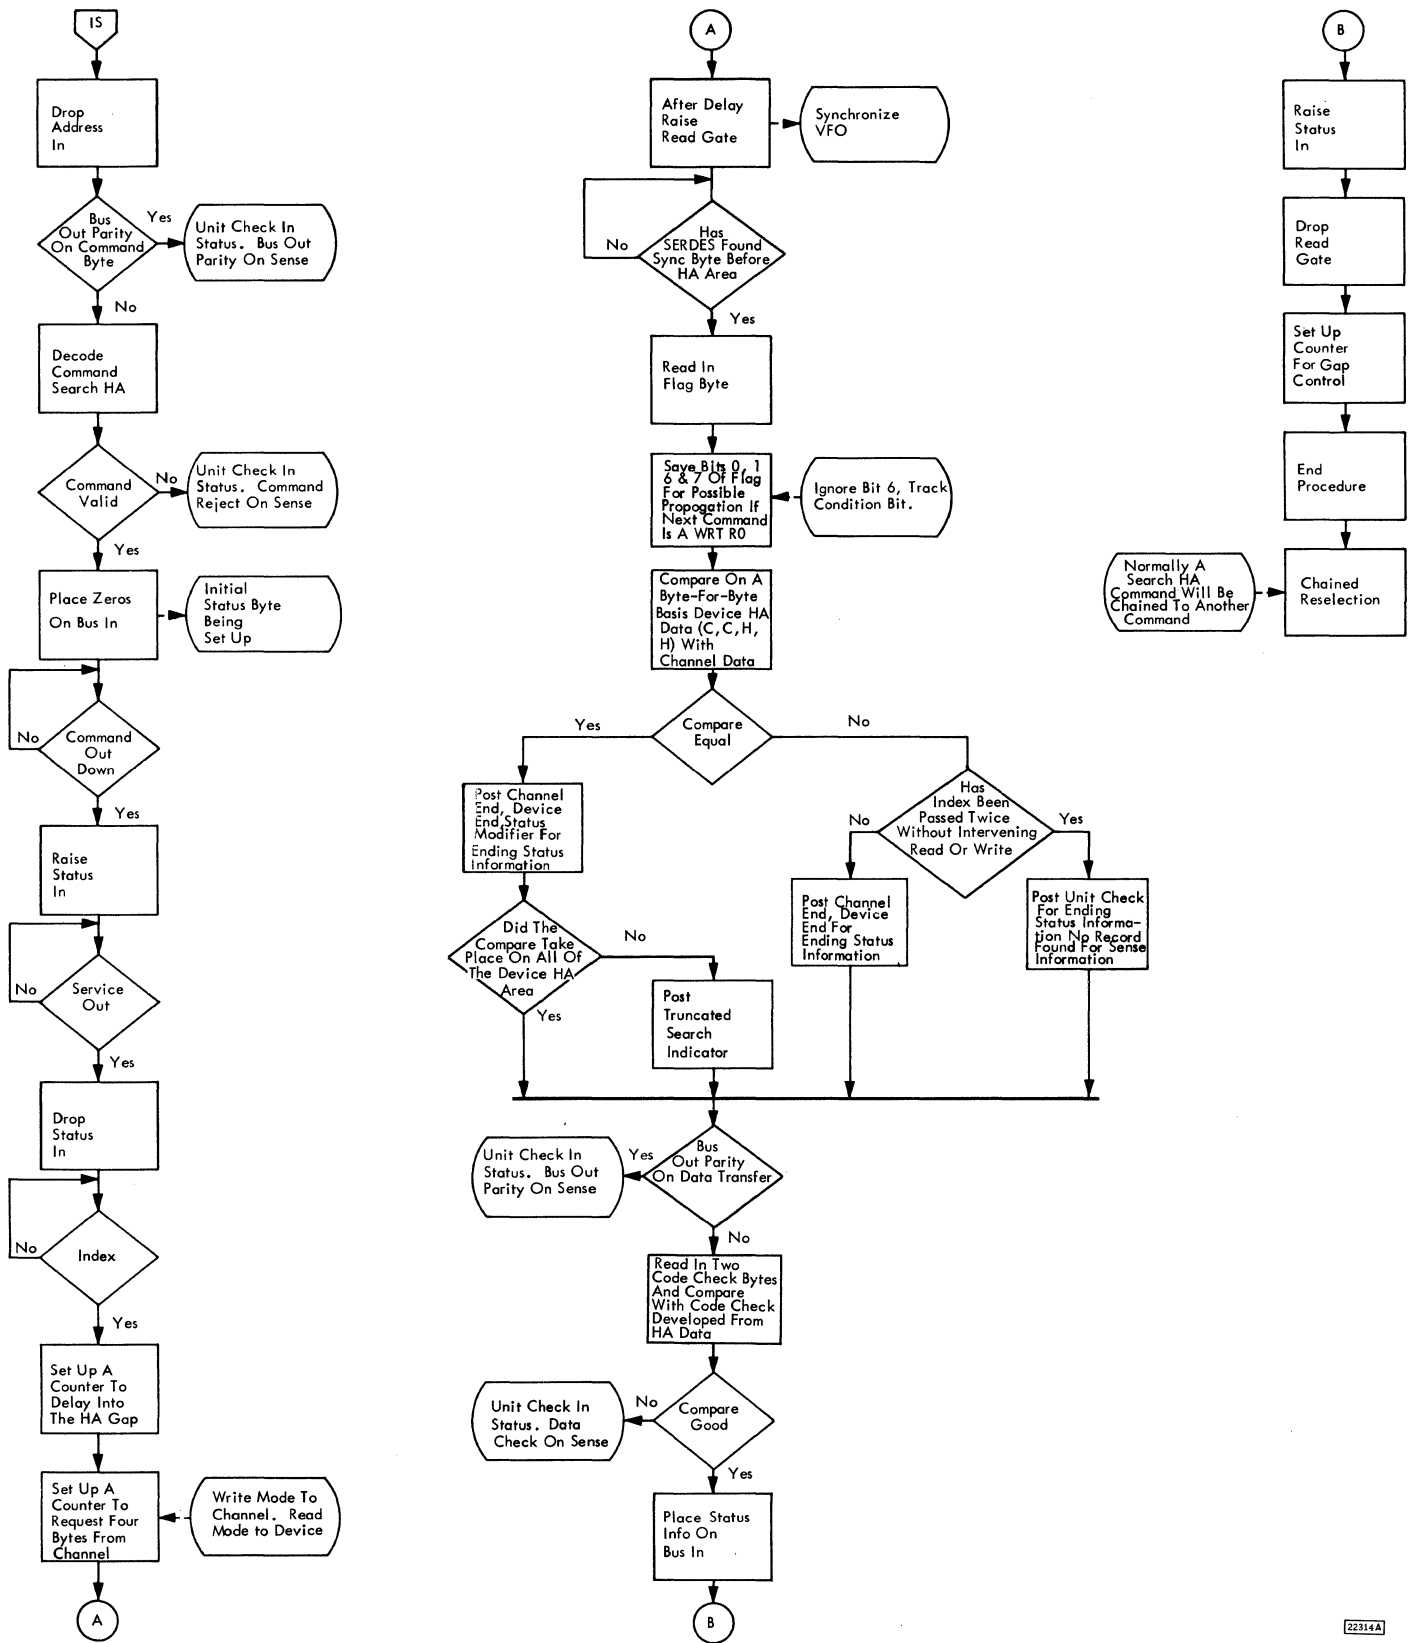 IS
Drop
Address
In
Bus
Out Parity
On Command
Byte
Yes
Unit Check In
Status. Bus Out
Parity On Sense
No
Decode
Command
Search HA
Command
Valid
No
Unit Check In
Status. Command
Reject On Sense
Yes
Place Zeros
On Bus In
Initial
Status Byte
Being
Set Up
Command
Out
Down
No
Yes
Raise
Status
In
Service
Out
No
Yes
Drop
Status
In
Index
No
Yes
Set Up A
Counter To
Delay Into
The HA Gap
Set Up A
Counter To
Request Four
Bytes From
Channel
Write Mode To
Channel. Read
Mode to Device
A
A
After Delay
Raise
Read Gate
Synchronize
VFO
Has
SERDES Found
Sync Byte Before
HA Area
No
Yes
Read In
Flag Byte
Save Bits 0, 1
6 & 7 Of Flag
For Possible
Propogation If
Next Command
Is A WRT R0
Ignore Bit 6, Track
Condition Bit.
Compare On A
Byte-For-Byte
Basis Device HA
Data (C,C,H,
H) With
Channel Data
Compare
Equal
Yes
No
Post Channel
End, Device
End,Status
Modifier For
Ending Status
Information
Has
Index Been
Passed Twice
Without Intervening
Read Or Write
No
Yes
Post Channel
End, Device
End For
Ending Status
Information
Post Unit Check
For Ending
Status Informa-
tion No Record
Found For Sense
Information
Did The
Compare Take
Place On All Of
The Device HA
Area
No
Yes
Post
Truncated
Search
Indicator
Bus
Out Parity
On Data Transfer
Yes
Unit Check In
Status. Bus Out
Parity On Sense
No
Read In Two
Code Check Bytes
And Compare
With Code Check
Developed From
HA Data
Compare
Good
No
Unit Check In
Status. Data
Check On Sense
Yes
Place Status
Info On
Bus In
B
B
Raise
Status
In
Drop
Read
Gate
Set Up
Counter
For Gap
Control
End
Procedure
Chained
Reselection
Normally A
Search HA
Command Will Be
Chained To Another
Command
22314A